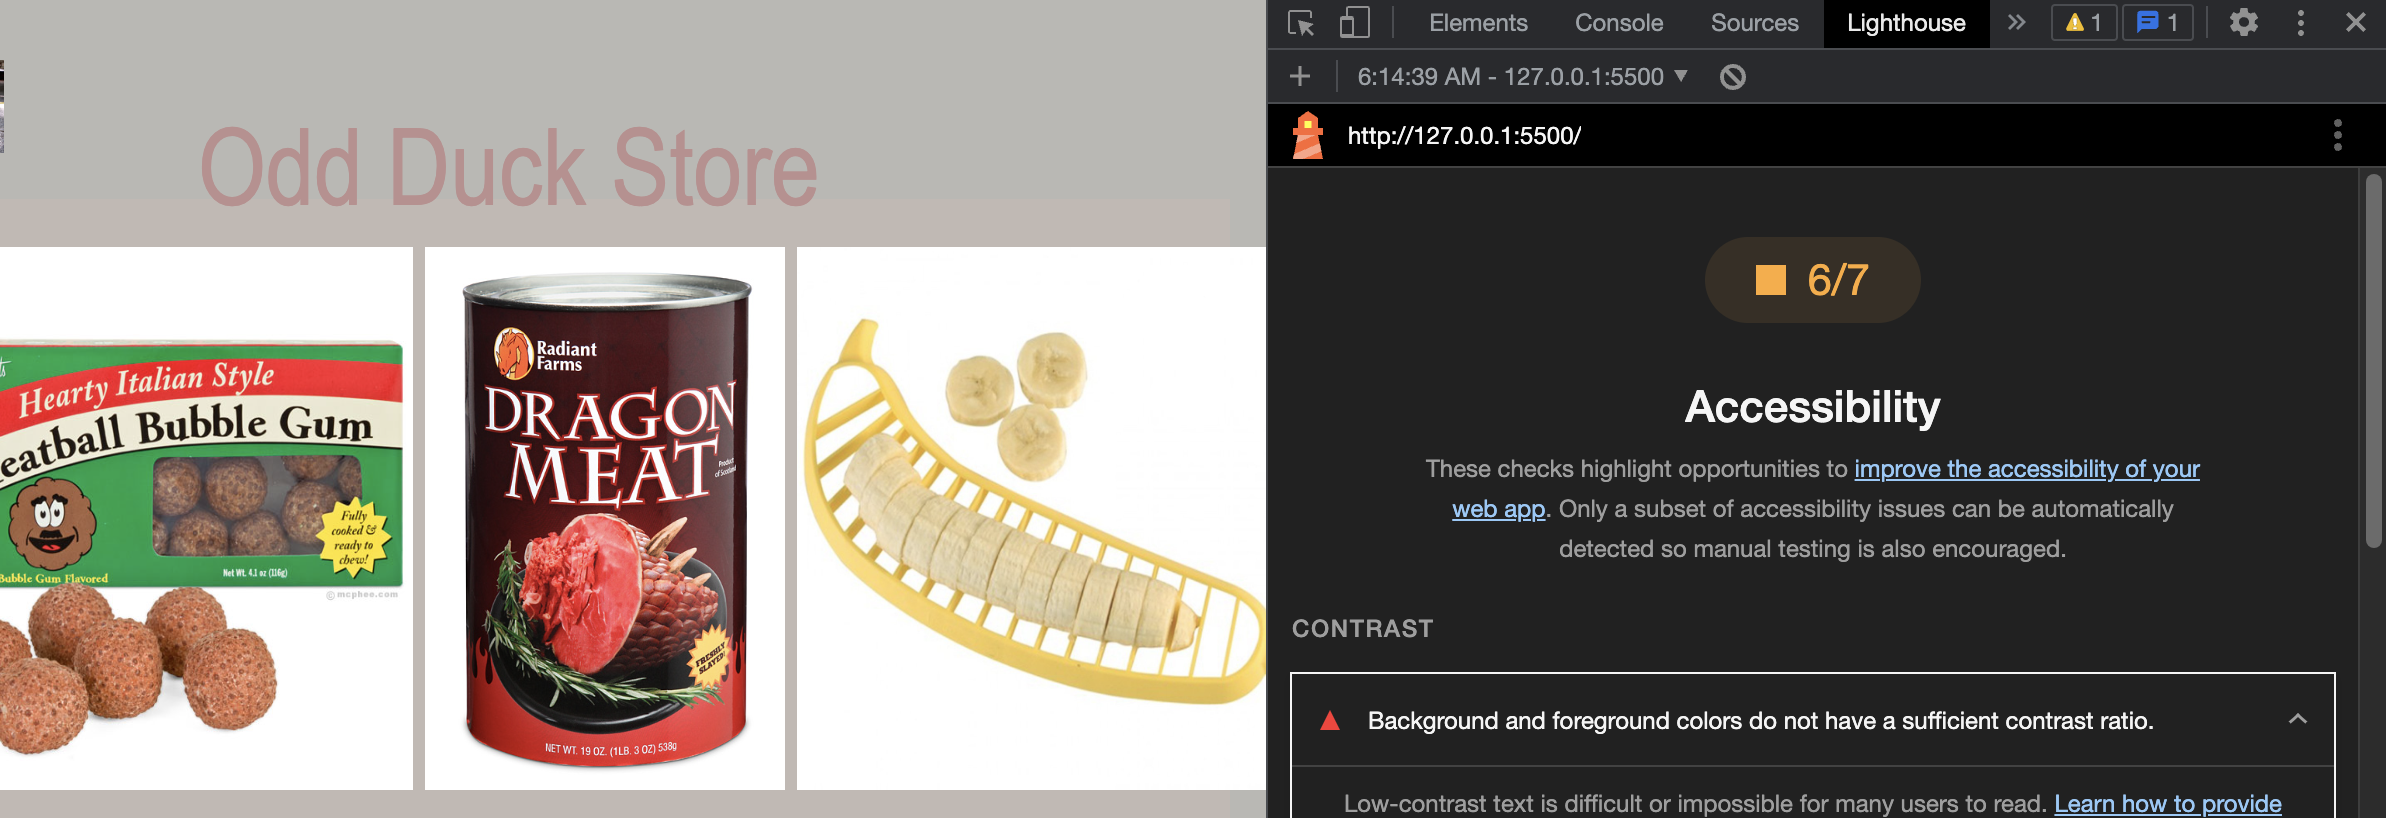 Odd Duck Store
Hearty Italian Style
eatball Bubble Gum
Fully
cooked &
ready to
chew!
Bubble Gum Flavored
Net Wt. 4.1 oz (116g)
© mcphee.com
Radiant
Farms
DRAGON
MEAT
Product
of Scotland
FRESHLY
SLAYED!
NET WT. 19 OZ. (1LB. 3 OZ) 538g
Elements Console Sources Lighthouse 1 1
6:14:39 AM - 127.0.0.1:5500
http://127.0.0.1:5500/
6/7
Accessibility
These checks highlight opportunities to improve the accessibility of your
web app. Only a subset of accessibility issues can be automatically
detected so manual testing is also encouraged.
CONTRAST
Background and foreground colors do not have a sufficient contrast ratio.
Low-contrast text is difficult or impossible for many users to read. Learn how to provide